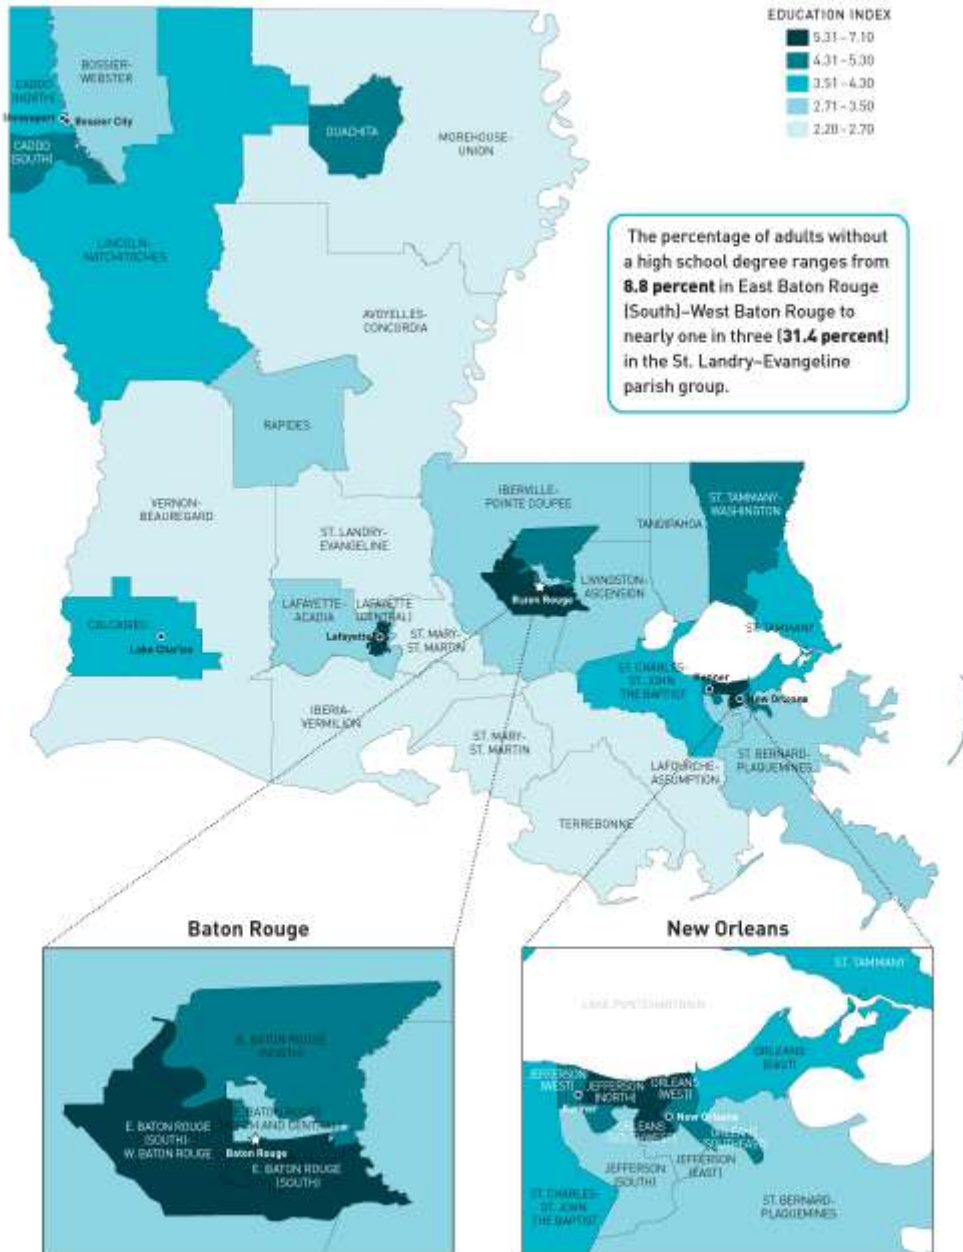 EDUCATION INDEX
5.31–7.10
4.31–5.30
3.51–4.30
2.71–3.50
2.20–2.70
BOSSIER-
WEBSTER
CADDO
(NORTH)
Bossier City
CADDO
(SOUTH)
OUACHITA
MOREHOUSE-
UNION
LINCOLN-
NATCHITOCHES
The percentage of adults without
a high school degree ranges from
8.8 percent in East Baton Rouge
(South)–West Baton Rouge to
nearly one in three (31.4 percent)
in the St. Landry–Evangeline
parish group.
AVOYELLES-
CONCORDIA
RAPIDES
VERNON-
BEAUREGARD
ST. LANDRY-
EVANGELINE
IBERVILLE-
POINTE COUPEE
TANGIPAHOA
ST. TAMMANY-
WASHINGTON
LIVINGSTON-
ASCENSION
Baton Rouge
CALCASIEU
Lake Charles
LAFAYETTE-
ACADIA
LAFAYETTE
(CENTRAL)
Lafayette
ST. MARY-
ST. MARTIN
ST. TAMMANY
ST. CHARLES-
ST. JOHN
THE BAPTIST
Kenner
New Orleans
IBERIA-
VERMILION
ST. MARY-
ST. MARTIN
LAFOURCHE-
ASSUMPTION
ST. BERNARD-
PLAQUEMINES
TERREBONNE
Baton Rouge
E. BATON ROUGE
(NORTH)
E. BATON ROUGE
(SOUTH)-
W. BATON ROUGE
Baton Rouge
E. BATON ROUGE
(SOUTH)
New Orleans
ST. TAMMANY
LAKE PONTCHARTRAIN
ORLEANS
(EAST)
JEFFERSON
(WEST)
JEFFERSON
(NORTH)
ORLEANS
(WEST)
Kenner
New Orleans
JEFFERSON
(EAST)
JEFFERSON
(SOUTH)
ST. CHARLES-
ST. JOHN
THE BAPTIST
ST. BERNARD-
PLAQUEMINES